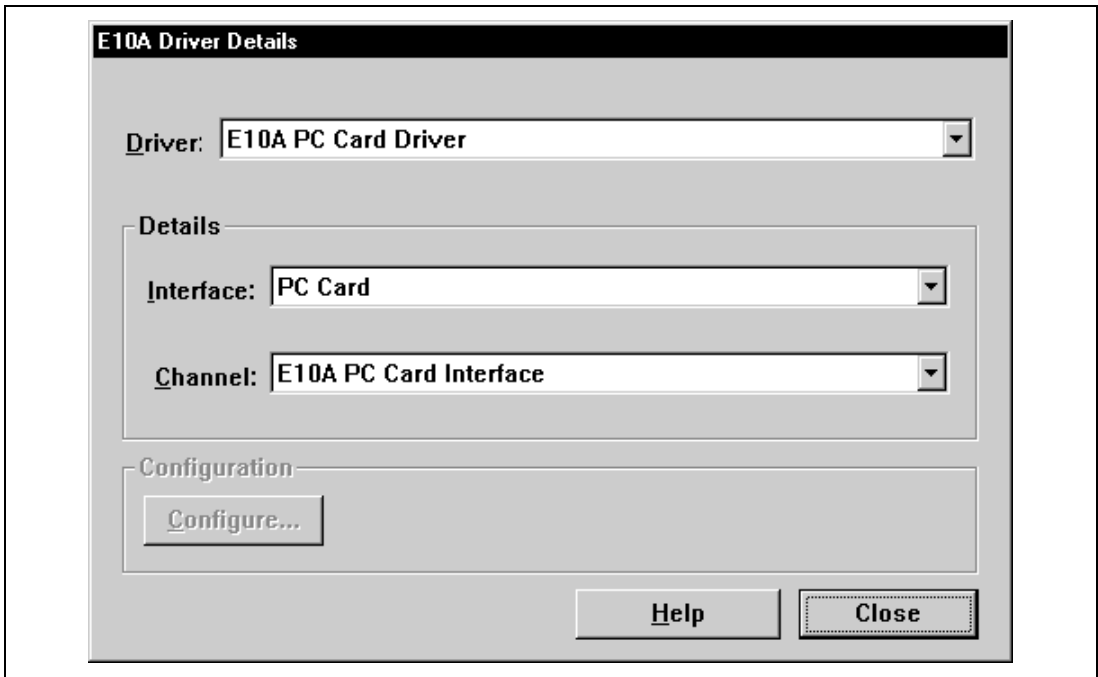 E10A Driver Details
Driver: E10A PC Card Driver
Details
Interface: PC Card
Channel: E10A PC Card Interface
Configuration
Configure...
Help Close